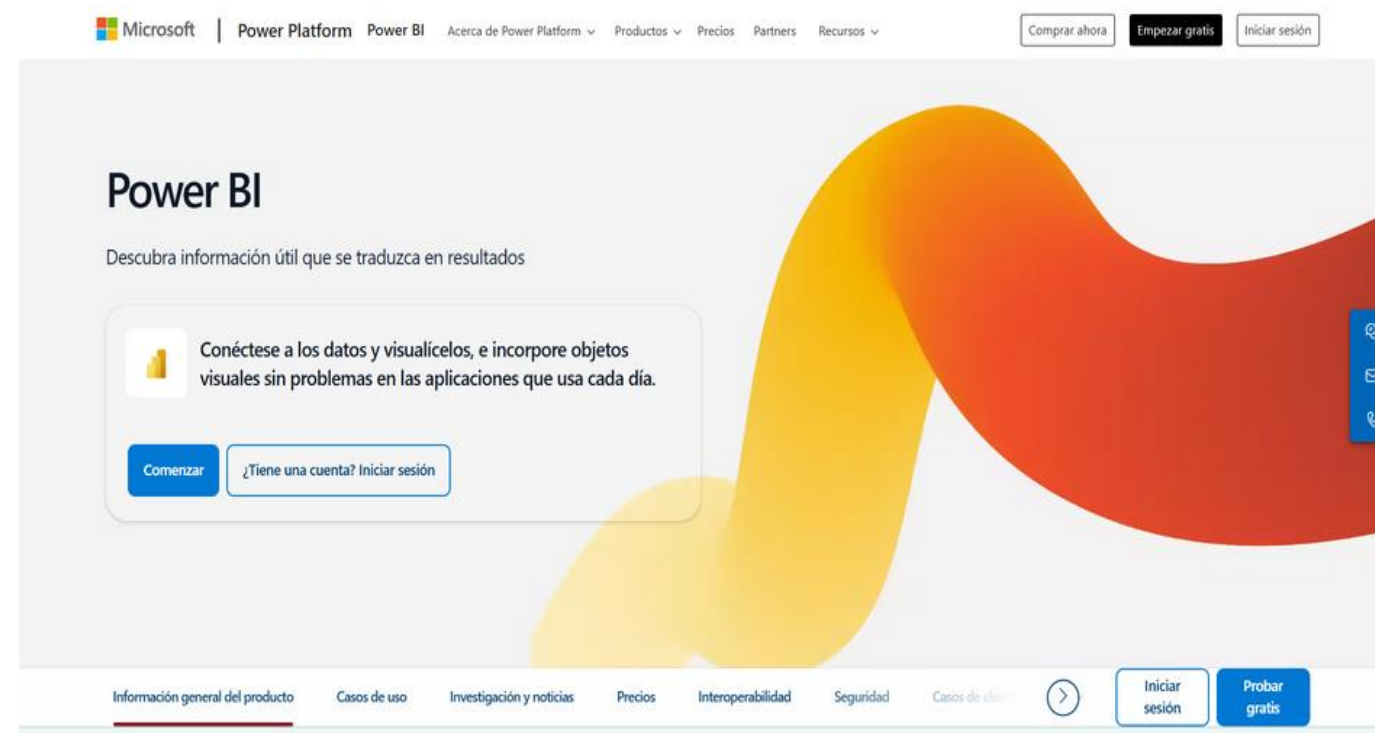 Microsoft Power Platform Power BI Acerca de Power Platform Productos Precios Partners Recursos Comprar ahora Empezar gratis Iniciar sesión
Power BI
Descubra información útil que se traduzca en resultados
Conéctese a los datos y visualícelos, e incorpore objetos
visuales sin problemas en las aplicaciones que usa cada día.
Comenzar ¿Tiene una cuenta? Iniciar sesión
Información general del producto Casos de uso Investigación y noticias Precios Interoperabilidad Seguridad Casos de
Iniciar
sesión
Probar
gratis